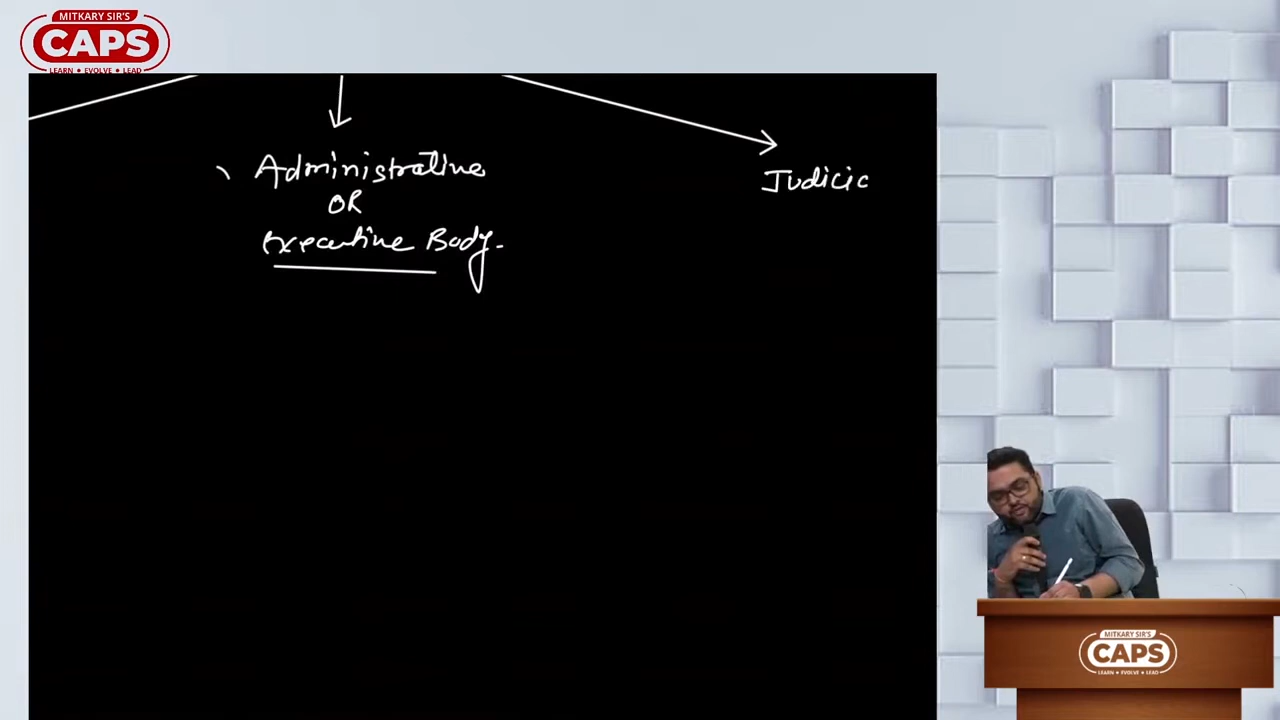 MITKARY SIR'S
CAPS
LEARN • EVOLVE • LEAD
Administrative
OR
executive Body.
Judicic
MITKARY SIR'S
CAPS
LEARN • EVOLVE • LEAD